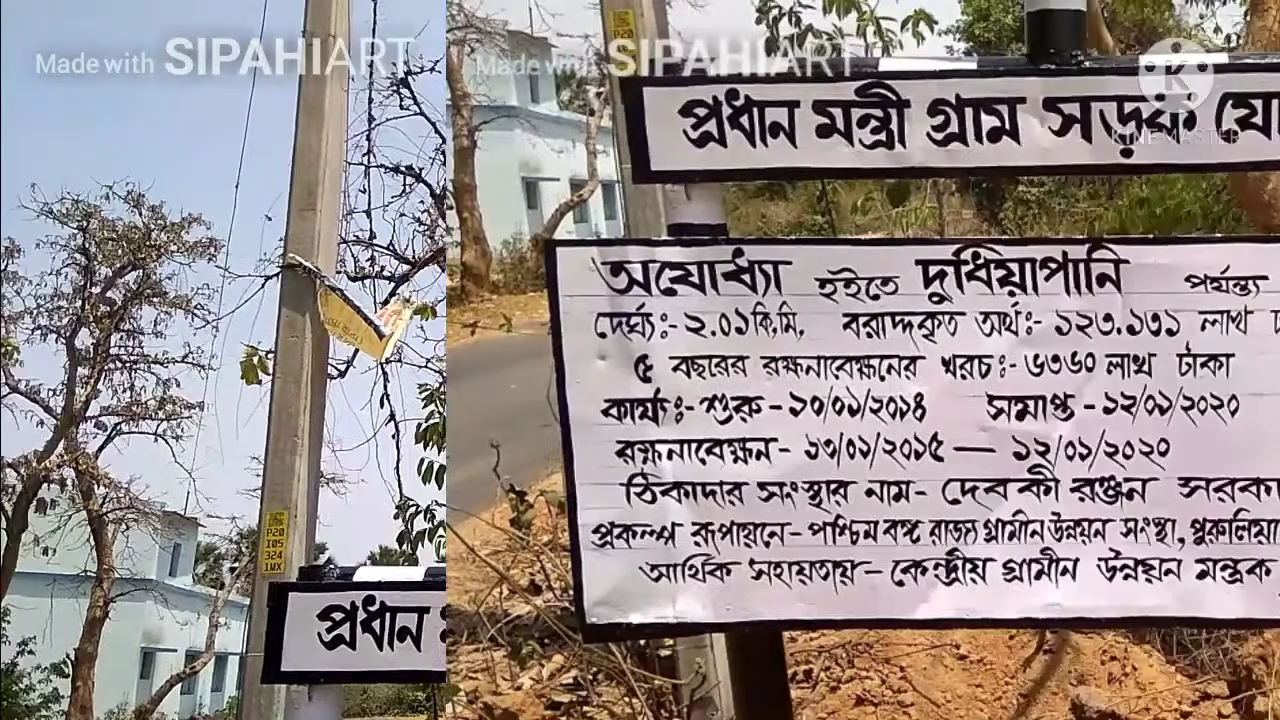 Made with SIPAHIART
Made with SIPAHIART
KINEMASTER
P20
P20
I05
324
1MX
প্রধান
প্রধান মন্ত্রী গ্রাম সড়ক যো
অযোধ্যা হইতে দুধিয়াপানি পর্যন্ত
দৈর্ঘ্য:- ২.০১কি,মি, বরাদ্দকৃত অর্থ:- ১২৩.১৩১ লাখ ট
৫ বছরের রক্ষনাবেক্ষনের খরচ:- ৬৩৬০ লাখ টাকা
কার্য্য:- শুরু - ১০/০১/২০১৪ সমাপ্ত - ১২/০১/২০২০
রক্ষনাবেক্ষন - ১৩/০১/২০১৫ — ১২/০১/২০২০
ঠিকাদার সংস্থার নাম - দেবকী রঞ্জন সরকা
প্রকল্প রূপায়নে - পশ্চিম বঙ্গ রাজ্য গ্রামীন উন্নয়ন সংস্থা, পুরুলিয়া
আর্থিক সহায়তায় - কেন্দ্রীয় গ্রামীন উন্নয়ন মন্ত্রক